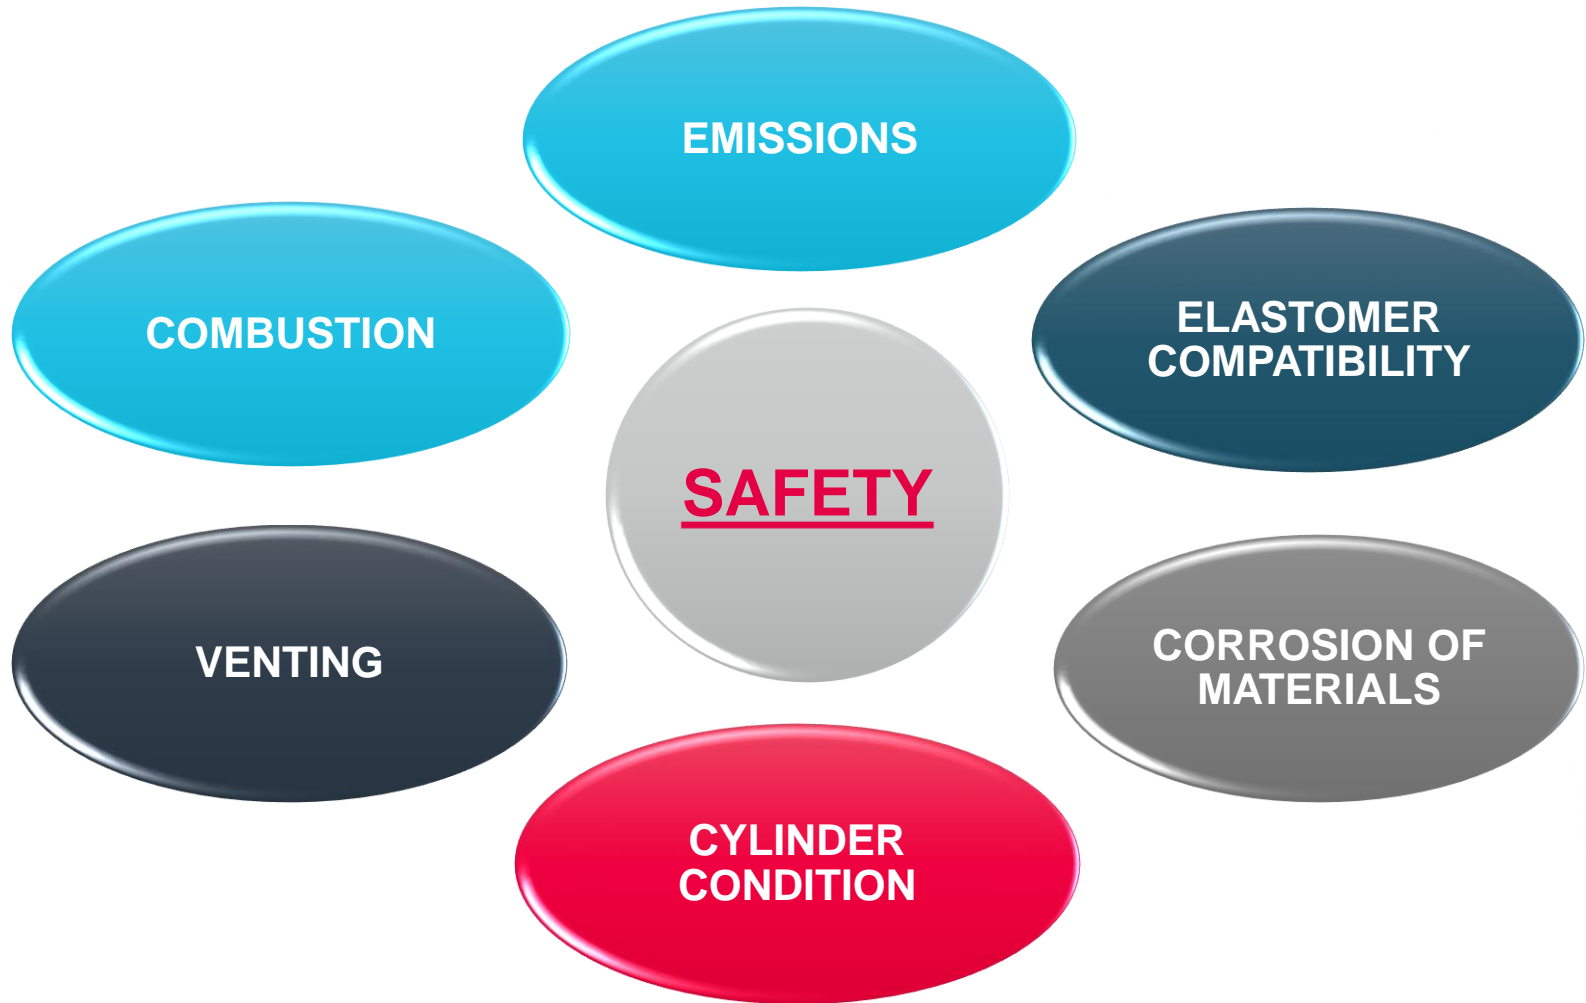 EMISSIONS
COMBUSTION
ELASTOMER
COMPATIBILITY
SAFETY
VENTING
CORROSION OF
MATERIALS
CYLINDER
CONDITION